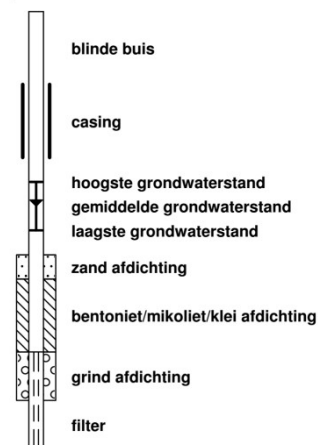 blinde buis
casing
hoogste grondwaterstand
gemiddelde grondwaterstand
laagste grondwaterstand
zand afdichting
bentoniet/mikoliet/klei afdichting
grind afdichting
filter